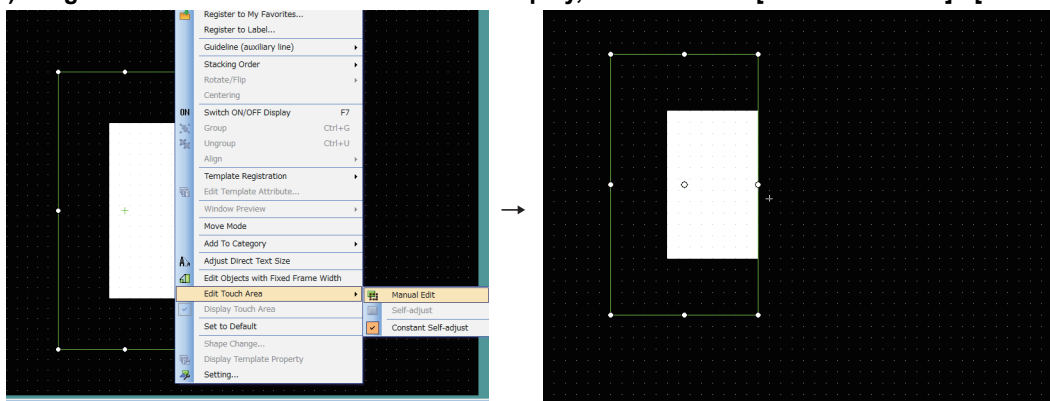 Register to My Favorites...
Register to Label...
Guideline (auxiliary line)
Stacking Order
Rotate/Flip
Centering
ON Switch ON/OFF Display F7
Group Ctrl+G
Ungroup Ctrl+U
Align
Template Registration
Edit Template Attribute...
Window Preview
Move Mode
Add To Category
Adjust Direct Text Size
Edit Objects with Fixed Frame Width
Edit Touch Area
Manual Edit
Display Touch Area
Self-adjust
Set to Default
Constant Self-adjust
Shape Change...
Display Template Property
Setting...
→